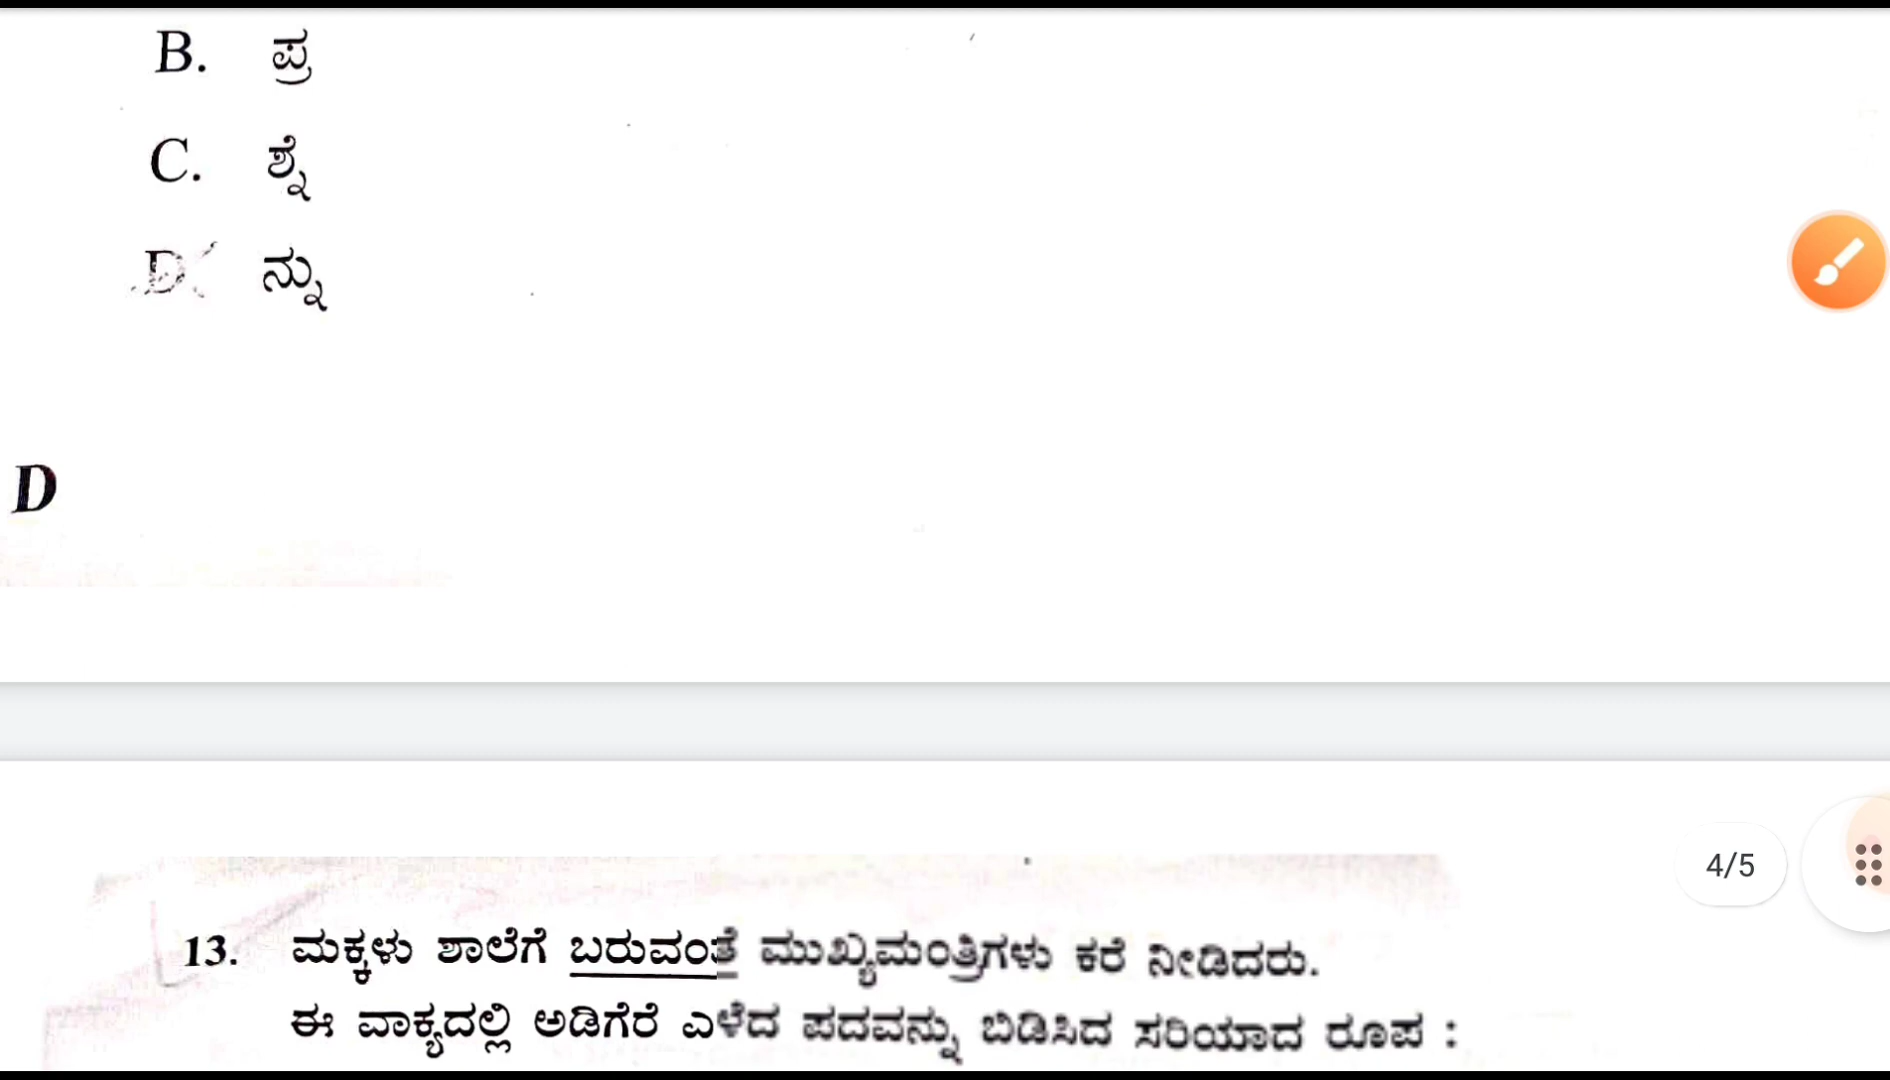 B. ಪ್ರ
C. ಶ್ನೆ
D. ನ್ನು
D
4/5
13. ಮಕ್ಕಳು ಶಾಲೆಗೆ ಬರುವಂತೆ ಮುಖ್ಯಮಂತ್ರಿಗಳು ಕರೆ ನೀಡಿದರು.
ಈ ವಾಕ್ಯದಲ್ಲಿ ಅಡಿಗೆರೆ ಎಳೆದ ಪದವನ್ನು ಬಿಡಿಸಿದ ಸರಿಯಾದ ರೂಪ :